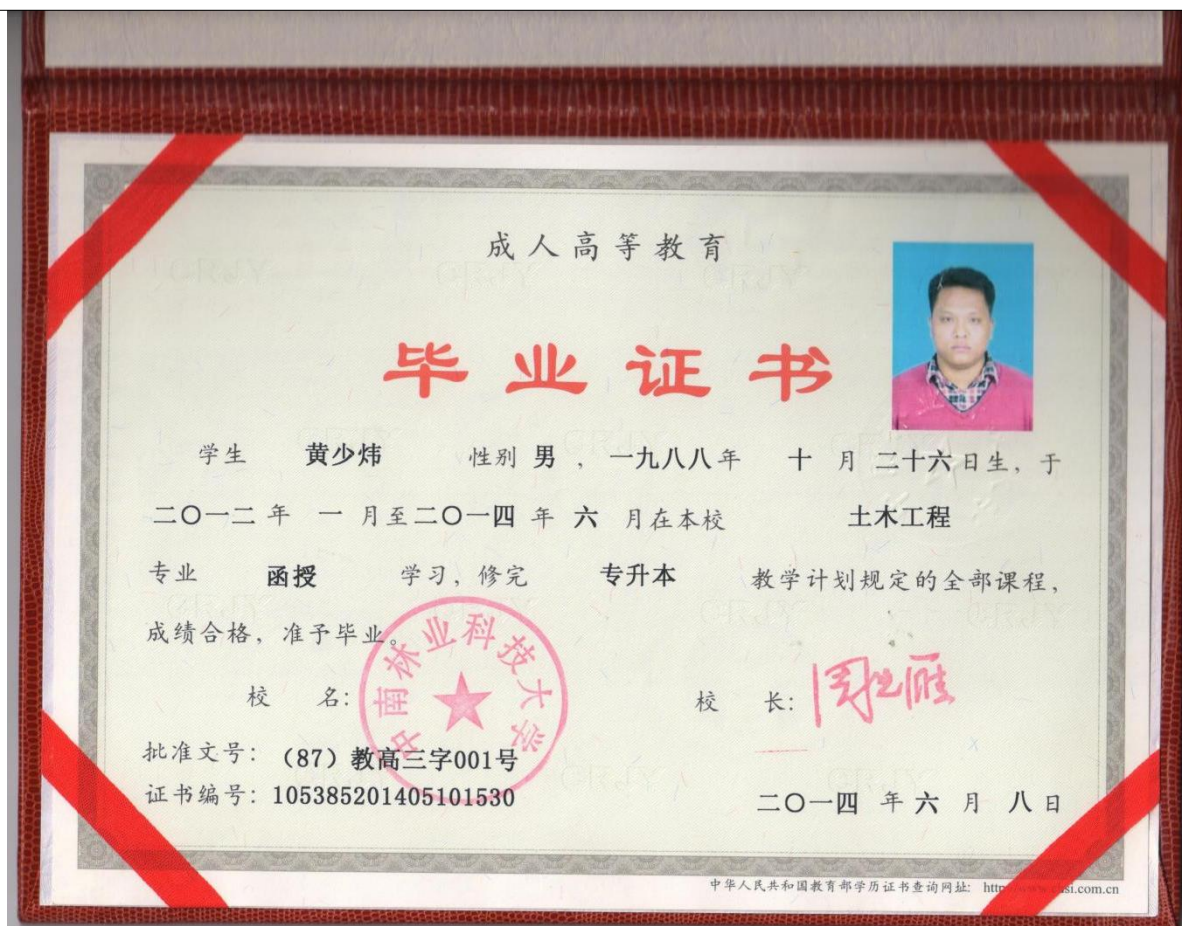 成人高等教育
毕业证书
学生 黄少炜 性别 男 , 一九八八年 十 月 二十六日生, 于
二〇一二 年 一 月至二〇一四 年 六 月在本校 土木工程
专业 函授 学习, 修完 专升本 教学计划规定的全部课程,
成绩合格, 准予毕业。
校 名: 中南林业科技大学 校 长:
批准文号: (87) 教高三字001号
证书编号: 105385201405101530 二〇一四 年 六 月 八 日
中华人民共和国教育部学历证书查询网址: http